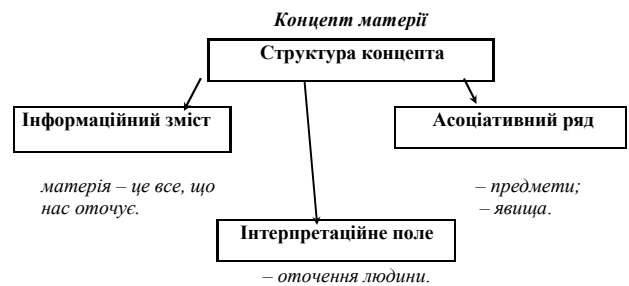 Концепт матерії
Структура концепта
Інформаційний зміст
Асоціативний ряд
матерія – це все, що
нас оточує.
– предмети;
– явища.
Інтерпретаційне поле
– оточення людини.